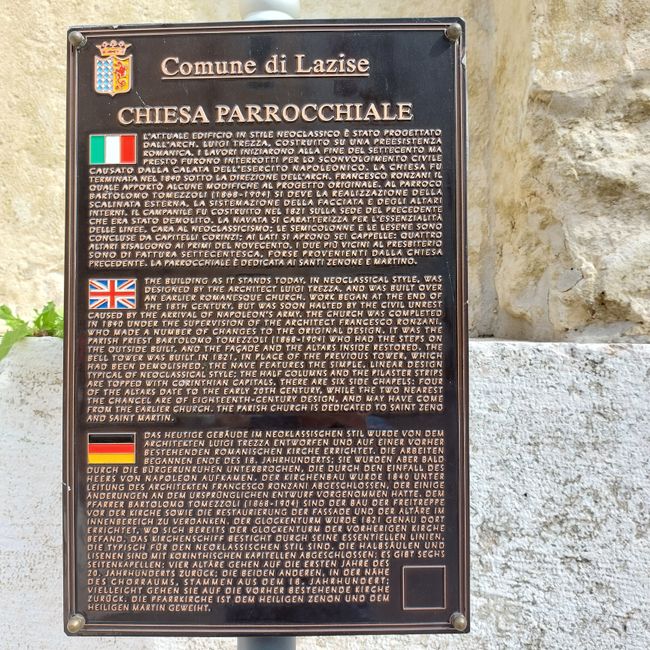 Comune di Lazise
CHIESA PARROCCHIALE
L'ATTUALE EDIFICIO IN STILE NEOCLASSICO È STATO PROGETTATO
DALL'ARCH. LUIGI TREZZA, COSTRUITO SU UNA PREESISTENZA
ROMANICA. I LAVORI INIZIARONO ALLA FINE DEL SETTECENTO MA
PRESTO FURONO INTERROTTI PER LO SCONVOLGIMENTO CIVILE
CAUSATO DALLA CALATA DELL'ESERCITO NAPOLEONICO. LA CHIESA FU
TERMINATA NEL 1840 SOTTO LA DIREZIONE DELL'ARCH. FRANCESCO RONZANI IL
QUALE APPORTÒ ALCUNE MODIFICHE AL PROGETTO ORIGINALE. AL PARROCO
BARTOLOMO TOMEZZOLI (1868-1904) SI DEVE LA REALIZZAZIONE DELLA
SCALINATA ESTERNA, LA SISTEMAZIONE DELLA FACCIATA E DEGLI ALTARI
INTERNI. IL CAMPANILE FU COSTRUITO NEL 1821 SULLA SEDE DEL PRECEDENTE
CHE ERA STATO DEMOLITO. LA NAVATA SI CARATTERIZZA PER L'ESSENZIALITÀ
DELLE LINEE, CARA AL NEOCLASSICISMO; LE SEMICOLONNE E LE LESENE SONO
CONCLUSE DA CAPITELLI CORINZI. AI LATI SI APRONO SEI CAPPELLE: QUATTRO
ALTARI RISALGONO AI PRIMI DEL NOVECENTO. I DUE PIÙ VICINI AL PRESBITERIO
SONO DI FATTURA SETTECENTESCA, FORSE PROVENIENTI DALLA CHIESA
PRECEDENTE. LA PARROCCHIALE È DEDICATA AI SANTI ZENONE E MARTINO.
THE BUILDING AS IT STANDS TODAY, IN NEOCLASSICAL STYLE, WAS
DESIGNED BY THE ARCHITECT LUIGI TREZZA, AND WAS BUILT OVER
AN EARLIER ROMANESQUE CHURCH. WORK BEGAN AT THE END OF
THE 18TH CENTURY, BUT WAS SOON HALTED BY THE CIVIL UNREST
CAUSED BY THE ARRIVAL OF NAPOLEON'S ARMY. THE CHURCH WAS COMPLETED
IN 1840 UNDER THE SUPERVISION OF THE ARCHITECT FRANCESCO RONZANI,
WHO MADE A NUMBER OF CHANGES TO THE ORIGINAL DESIGN. IT WAS THE
PARISH PRIEST BARTOLOMO TOMEZZOLI (1868-1904) WHO HAD THE STEPS ON
THE OUTSIDE BUILT, AND THE FAÇADE AND THE ALTARS INSIDE RESTORED. THE
BELL TOWER WAS BUILT IN 1821, IN PLACE OF THE PREVIOUS TOWER, WHICH
HAD BEEN DEMOLISHED. THE NAVE FEATURES THE SIMPLE, LINEAR DESIGN
TYPICAL OF NEOCLASSICAL STYLE; THE HALF COLUMNS AND THE PILASTER STRIPS
ARE TOPPED WITH CORINTHIAN CAPITALS. THERE ARE SIX SIDE CHAPELS: FOUR
OF THE ALTARS DATE TO THE EARLY 20TH CENTURY, WHILE THE TWO NEAREST
THE CHANCEL ARE OF EIGHTEENTH-CENTURY DESIGN, AND MAY HAVE COME
FROM THE EARLIER CHURCH. THE PARISH CHURCH IS DEDICATED TO SAINT ZENO
AND SAINT MARTIN.
DAS HEUTIGE GEBÄUDE IM NEOKLASSISCHEN STIL WURDE VON DEM
ARCHITEKTEN LUIGI TREZZA ENTWORFEN UND AUF EINER VORHER
BESTEHENDEN ROMANISCHEN KIRCHE ERRICHTET. DIE ARBEITEN
BEGANNEN ENDE DES 18. JAHRHUNDERTS; SIE WURDEN ABER BALD
DURCH DIE BÜRGERUNRUHEN UNTERBROCHEN, DIE DURCH DEN EINFALL DES
HEERS VON NAPOLEON AUFKAMEN. DER KIRCHENBAU WURDE 1840 UNTER
LEITUNG DES ARCHITEKTEN FRANCESCO RONZANI ABGESCHLOSSEN, DER EINIGE
ÄNDERUNGEN AN DEM URSPRÜNGLICHEN ENTWURF VORGENOMMEN HATTE. DEM
PFARRER BARTOLOMO TOMEZZOLI (1868-1904) SIND DER BAU DER FREITREPPE
VOR DER KIRCHE SOWIE DIE RESTAURIERUNG DER FASSADE UND DER ALTÄRE IM
INNENBEREICH ZU VERDANKEN. DER GLOCKENTURM WURDE 1821 GENAU DORT
ERRICHTET, WO SICH BEREITS DER GLOCKENTURM DER VORHERIGEN KIRCHE
BEFAND. DAS KIRCHENSCHIFF BESTICHT DURCH SEINE ESSENTIELLEN LINIEN,
DIE TYPISCH FÜR DEN NEOKLASSISCHEN STIL SIND. DIE HALBSÄULEN UND
LISENEN SIND MIT KORINTHISCHEN KAPITELLEN ABGESCHLOSSEN; ES GIBT SECHS
SEITENKAPELLEN: VIER ALTÄRE GEHEN AUF DIE ERSTEN JAHRE DES
20. JAHRHUNDERTS ZURÜCK; DIE BEIDEN ANDEREN, IN DER NÄHE
DES CHORRAUMS, STAMMEN AUS DEM 18. JAHRHUNDERT;
VIELLEICHT GEHEN SIE AUF DIE VORHER BESTEHENDE KIRCHE
ZURÜCK. DIE PFARRKIRCHE IST DEM HEILIGEN ZENON UND DEM
HEILIGEN MARTIN GEWEIHT.